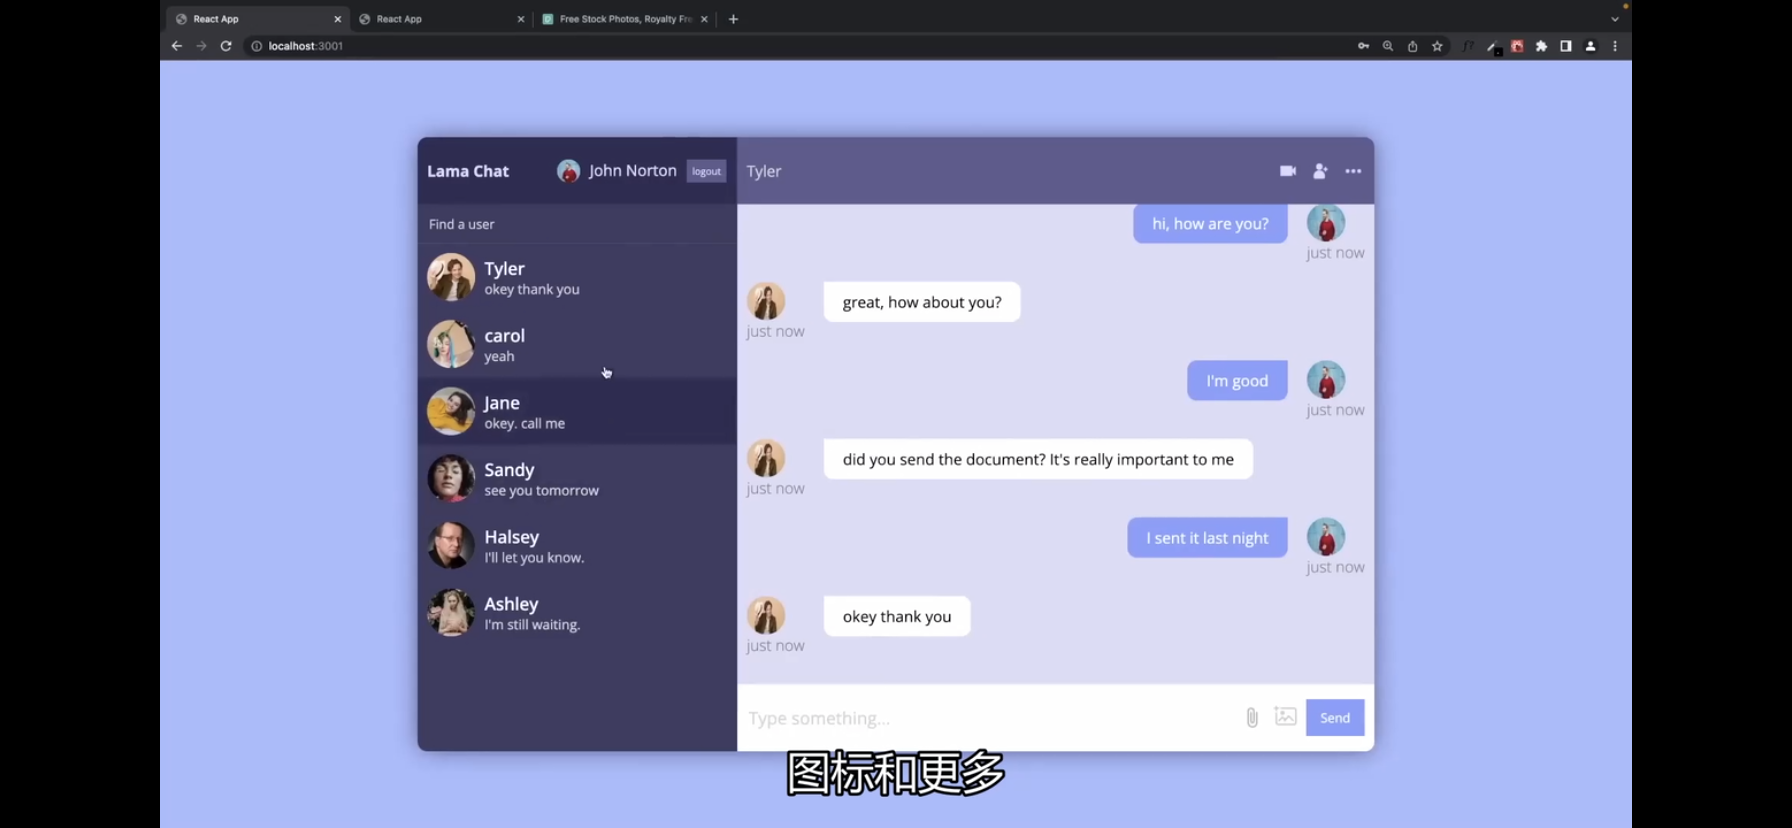 React App
React App
Free Stock Photos, Royalty Fre
localhost:3001
Lama Chat
John Norton
logout
Find a user
Tyler
okey thank you
carol
yeah
Jane
okey. call me
Sandy
see you tomorrow
Halsey
I'll let you know.
Ashley
I'm still waiting.
Tyler
hi, how are you?
just now
great, how about you?
just now
I'm good
just now
did you send the document? It's really important to me
just now
I sent it last night
just now
okey thank you
just now
Type something...
Send
图标和更多